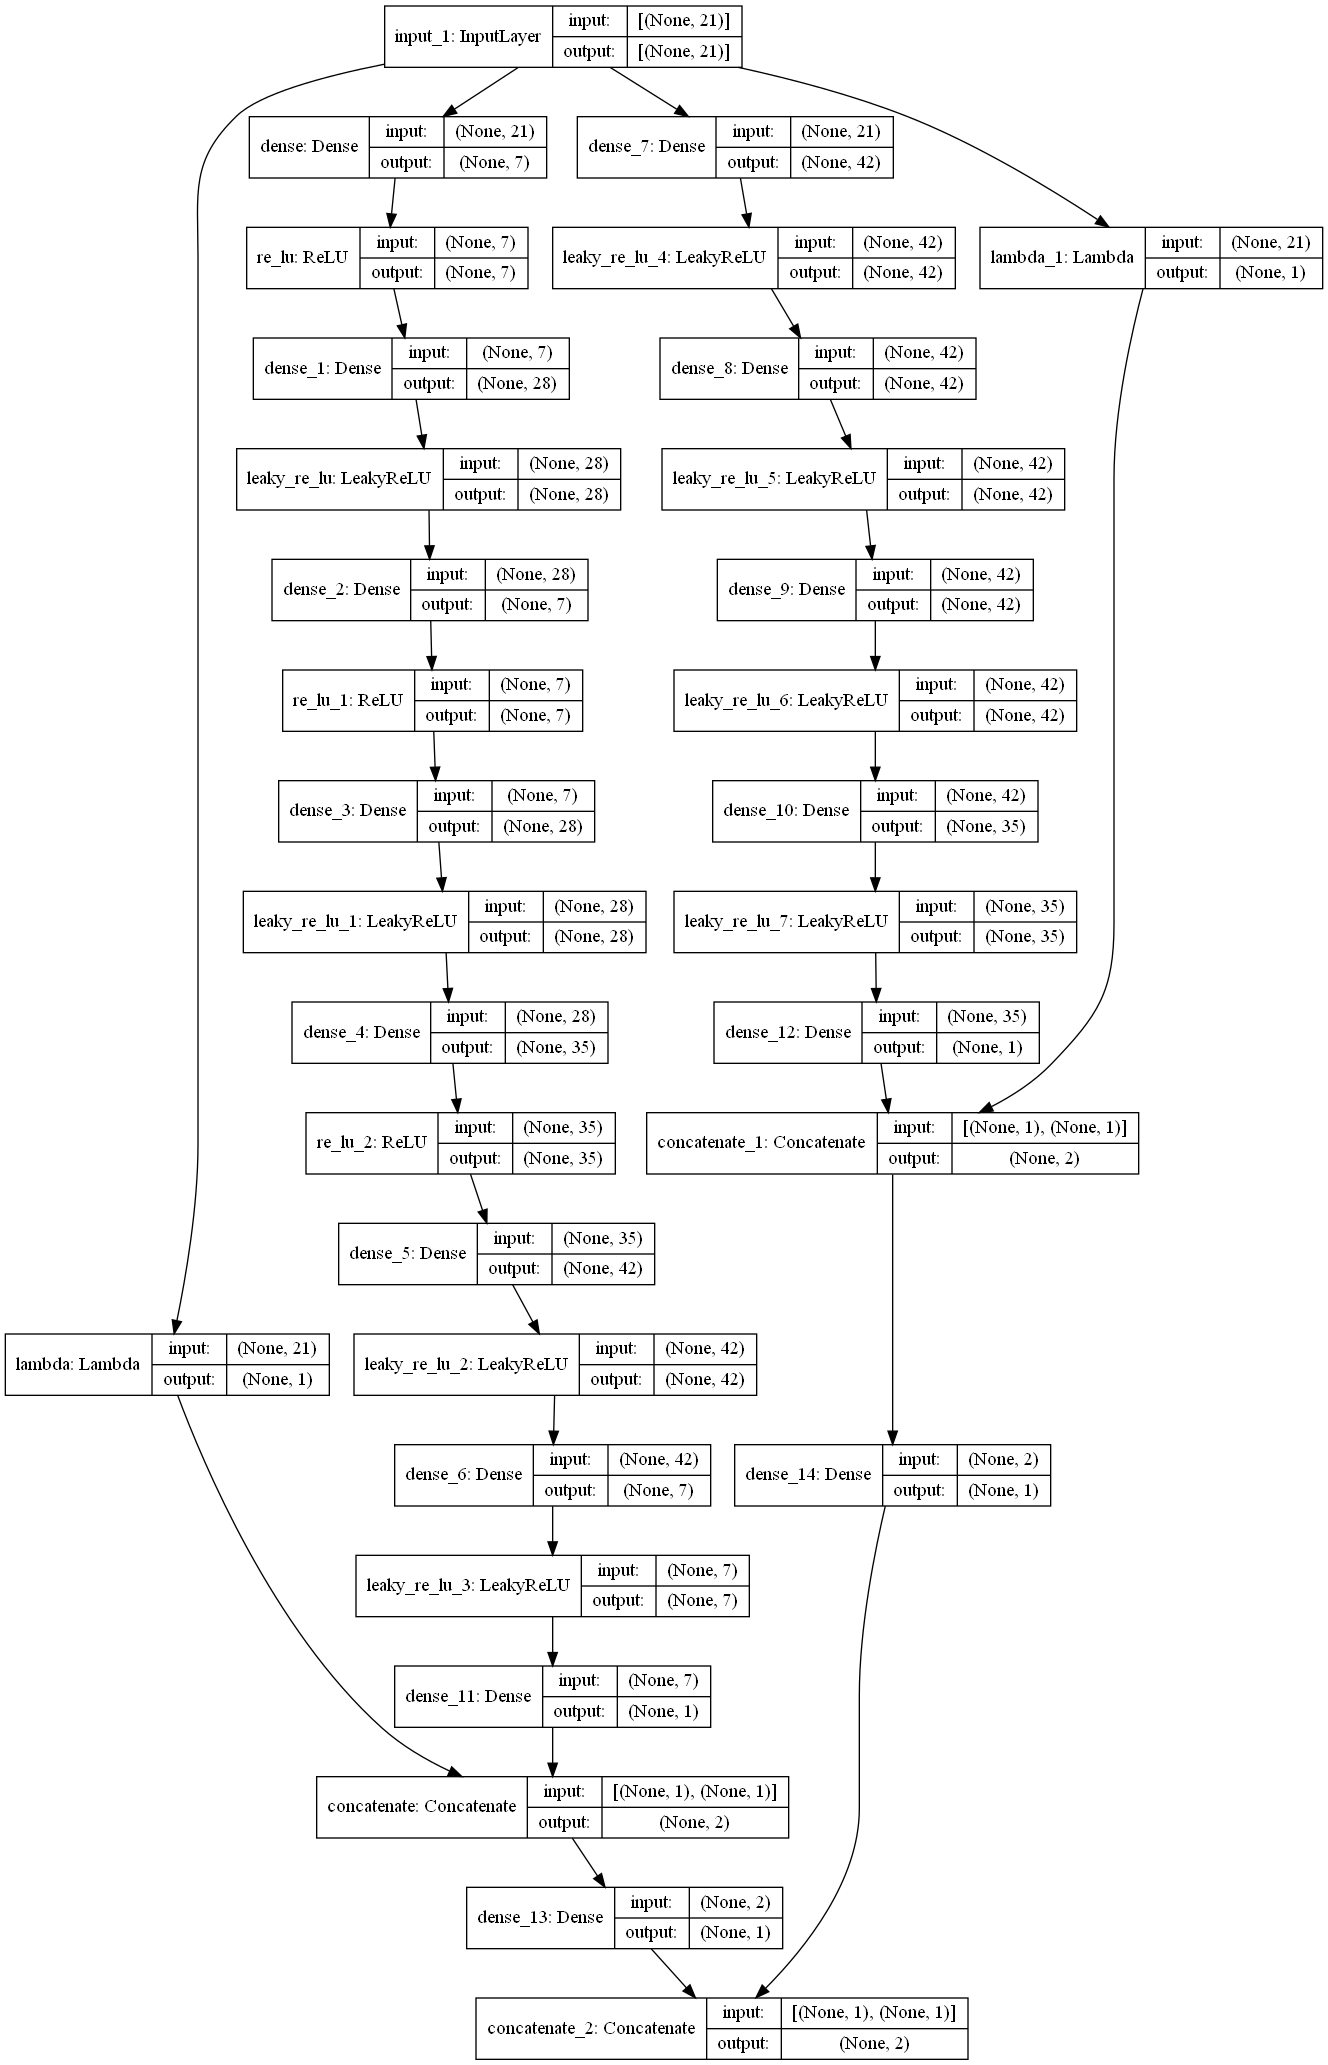 input_1: InputLayer
input:
[(None, 21)]
output:
[(None, 21)]
dense: Dense
input:
(None, 21)
output:
(None, 7)
dense_7: Dense
input:
(None, 21)
output:
(None, 42)
re_lu: ReLU
input:
(None, 7)
output:
(None, 7)
leaky_re_lu_4: LeakyReLU
input:
(None, 42)
output:
(None, 42)
lambda_1: Lambda
input:
(None, 21)
output:
(None, 1)
dense_1: Dense
input:
(None, 7)
output:
(None, 28)
dense_8: Dense
input:
(None, 42)
output:
(None, 42)
leaky_re_lu: LeakyReLU
input:
(None, 28)
output:
(None, 28)
leaky_re_lu_5: LeakyReLU
input:
(None, 42)
output:
(None, 42)
dense_2: Dense
input:
(None, 28)
output:
(None, 7)
dense_9: Dense
input:
(None, 42)
output:
(None, 42)
re_lu_1: ReLU
input:
(None, 7)
output:
(None, 7)
leaky_re_lu_6: LeakyReLU
input:
(None, 42)
output:
(None, 42)
dense_3: Dense
input:
(None, 7)
output:
(None, 28)
dense_10: Dense
input:
(None, 42)
output:
(None, 35)
leaky_re_lu_1: LeakyReLU
input:
(None, 28)
output:
(None, 28)
leaky_re_lu_7: LeakyReLU
input:
(None, 35)
output:
(None, 35)
dense_4: Dense
input:
(None, 28)
output:
(None, 35)
dense_12: Dense
input:
(None, 35)
output:
(None, 1)
re_lu_2: ReLU
input:
(None, 35)
output:
(None, 35)
concatenate_1: Concatenate
input:
[(None, 1), (None, 1)]
output:
(None, 2)
dense_5: Dense
input:
(None, 35)
output:
(None, 42)
lambda: Lambda
input:
(None, 21)
output:
(None, 1)
leaky_re_lu_2: LeakyReLU
input:
(None, 42)
output:
(None, 42)
dense_6: Dense
input:
(None, 42)
output:
(None, 7)
dense_14: Dense
input:
(None, 2)
output:
(None, 1)
leaky_re_lu_3: LeakyReLU
input:
(None, 7)
output:
(None, 7)
dense_11: Dense
input:
(None, 7)
output:
(None, 1)
concatenate: Concatenate
input:
[(None, 1), (None, 1)]
output:
(None, 2)
dense_13: Dense
input:
(None, 2)
output:
(None, 1)
concatenate_2: Concatenate
input:
[(None, 1), (None, 1)]
output:
(None, 2)